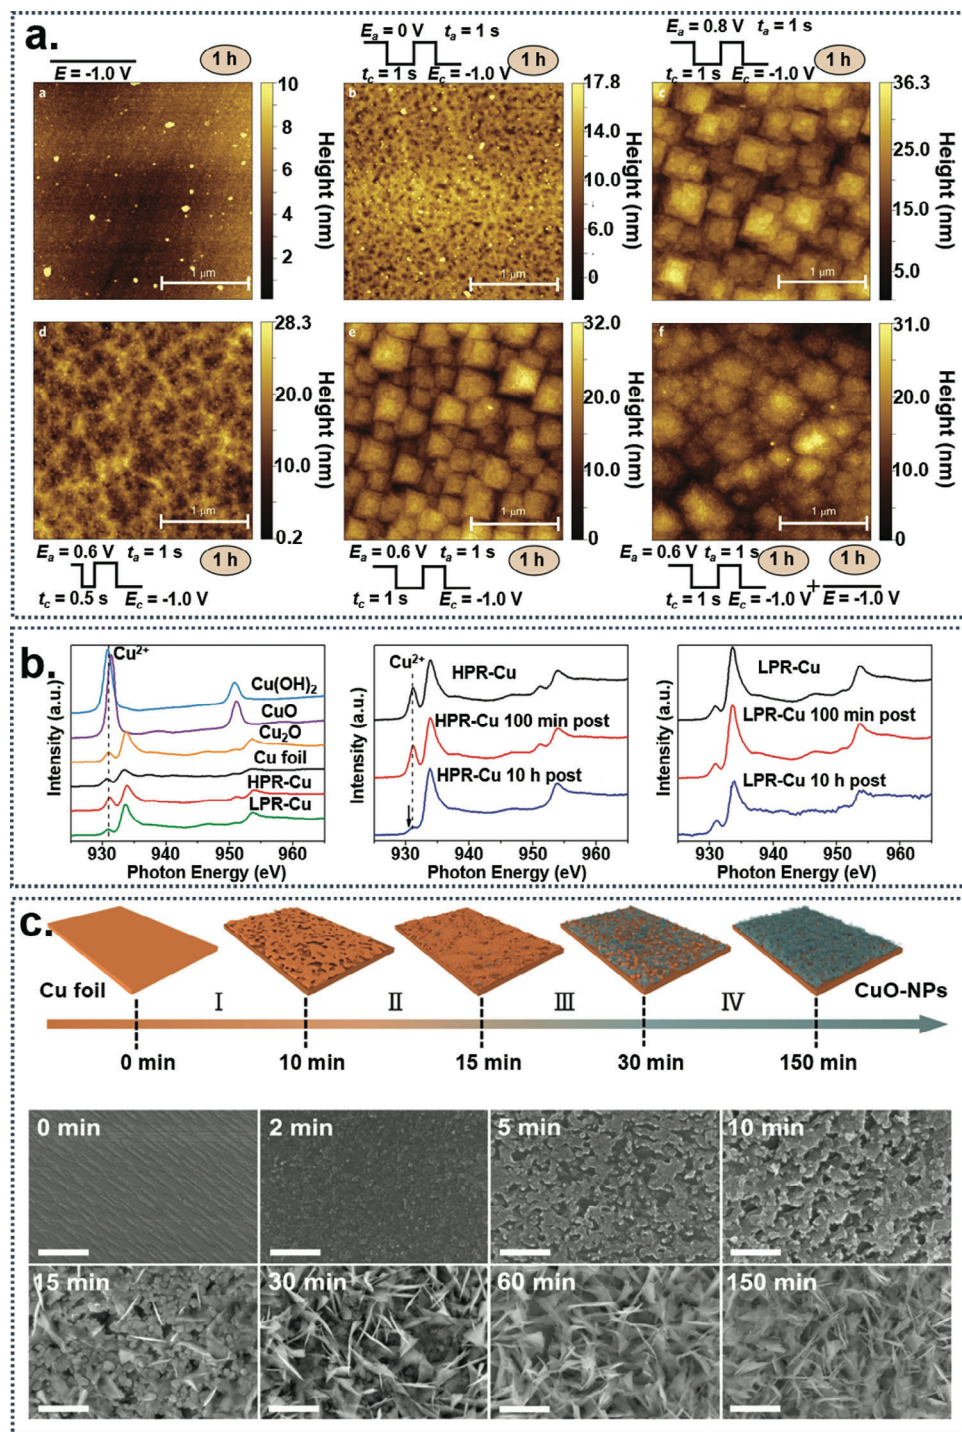 a.
E = -1.0 V
1 h
Eₐ = 0 V tₐ = 1 s
t_c = 1 s E_c = -1.0 V
1 h
Eₐ = 0.8 V tₐ = 1 s
t_c = 1 s E_c = -1.0 V
1 h
a
1 μm
10
8
6
4
2
Height (nm)
b
1 μm
17.8
14.0
10.0
6.0
0
Height (nm)
c
1 μm
36.3
25.0
15.0
5.0
Height (nm)
d
1 μm
28.3
20.0
10.0
0.2
Height (nm)
e
1 μm
32.0
20.0
10.0
0
Height (nm)
f
1 μm
31.0
20.0
10.0
0
Height (nm)
Eₐ = 0.6 V tₐ = 1 s
1 h
t_c = 0.5 s E_c = -1.0 V
Eₐ = 0.6 V tₐ = 1 s
1 h
t_c = 1 s E_c = -1.0 V
Eₐ = 0.6 V tₐ = 1 s
1 h
1 h
t_c = 1 s E_c = -1.0 V + E = -1.0 V
b.
Intensity (a.u.)
Cu²⁺
Cu(OH)₂
CuO
Cu₂O
Cu foil
HPR-Cu
LPR-Cu
930 940 950 960
Photon Energy (eV)
Intensity (a.u.)
Cu²⁺
HPR-Cu
HPR-Cu 100 min post
HPR-Cu 10 h post
930 940 950 960
Photon Energy (eV)
Intensity (a.u.)
LPR-Cu
LPR-Cu 100 min post
LPR-Cu 10 h post
930 940 950 960
Photon Energy (eV)
c.
Cu foil
I
II
III
IV
CuO-NPs
0 min
10 min
15 min
30 min
150 min
0 min
2 min
5 min
10 min
15 min
30 min
60 min
150 min